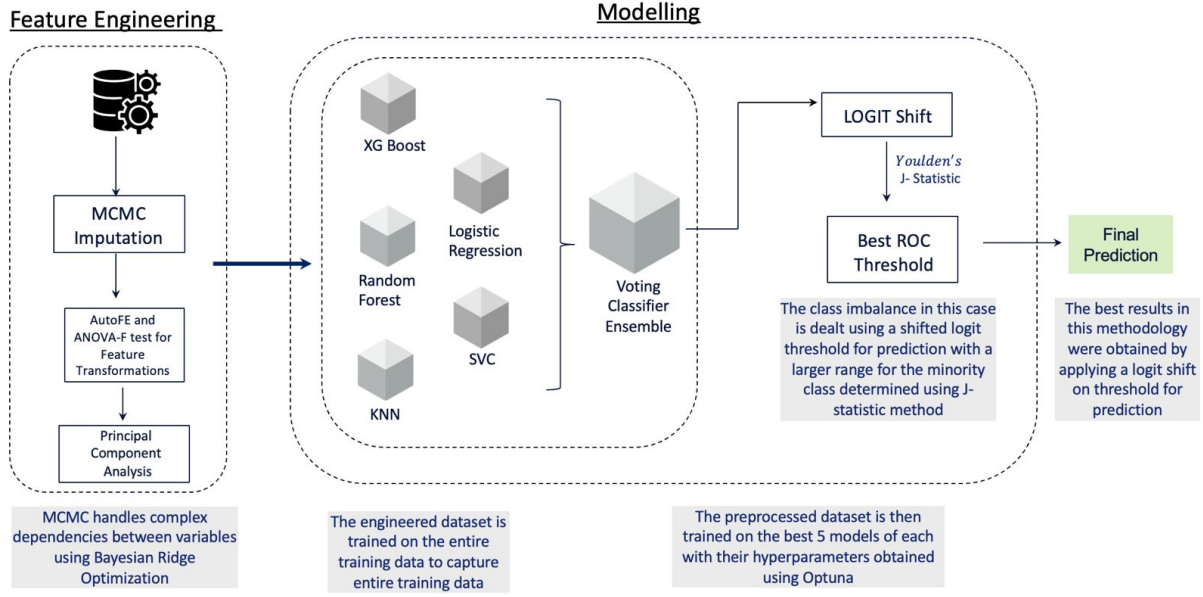 Feature Engineering
Modelling
MCMC
Imputation
AutoFE and
ANOVA-F test for
Feature
Transformations
Principal
Component
Analysis
MCMC handles complex
dependencies between variables
using Bayesian Ridge
Optimization
XG Boost
Logistic
Regression
Random
Forest
SVC
KNN
Voting
Classifier
Ensemble
The engineered dataset is
trained on the entire
training data to capture
entire training data
LOGIT Shift
Youlden's
J- Statistic
Best ROC
Threshold
The class imbalance in this case
is dealt using a shifted logit
threshold for prediction with a
larger range for the minority
class determined using J-
statistic method
The preprocessed dataset is then
trained on the best 5 models of each
with their hyperparameters obtained
using Optuna
Final
Prediction
The best results in
this methodology
were obtained by
applying a logit shift
on threshold for
prediction